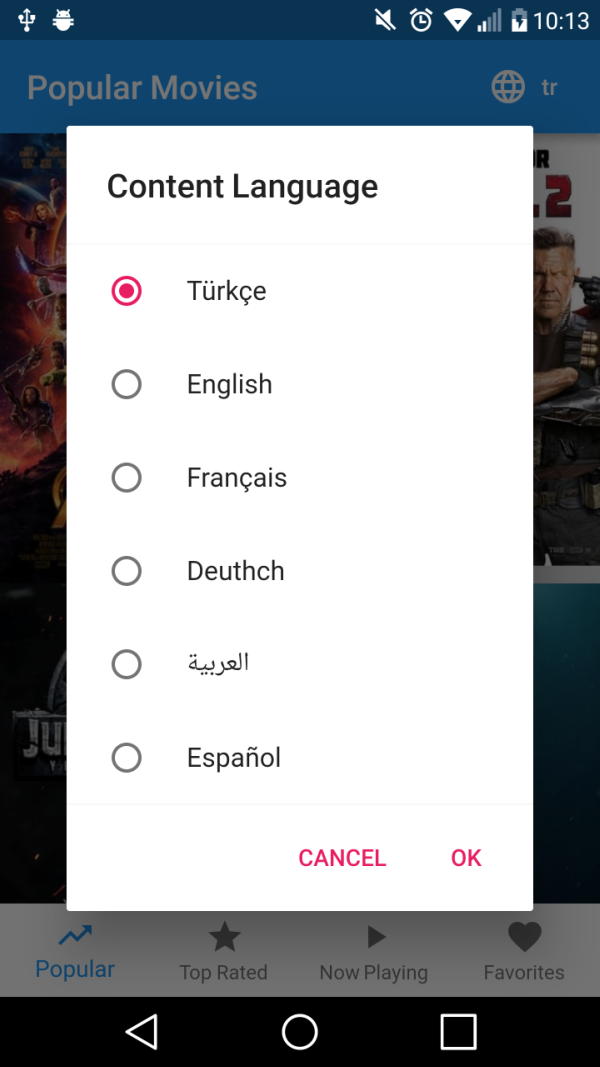 10:13
Popular Movies
tr
Content Language
Türkçe
English
Français
Deuthch
العربية
Español
CANCEL
OK
Popular
Top Rated
Now Playing
Favorites